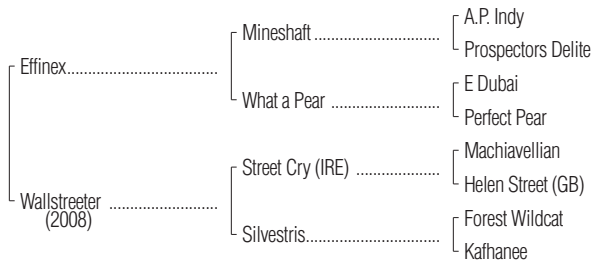 A.P. Indy
Mineshaft
Prospectors Delite
Effinex
E Dubai
What a Pear
Perfect Pear
Machiavellian
Street Cry (IRE)
Helen Street (GB)
Wallstreeter
(2008)
Forest Wildcat
Silvestris
Kafhanee